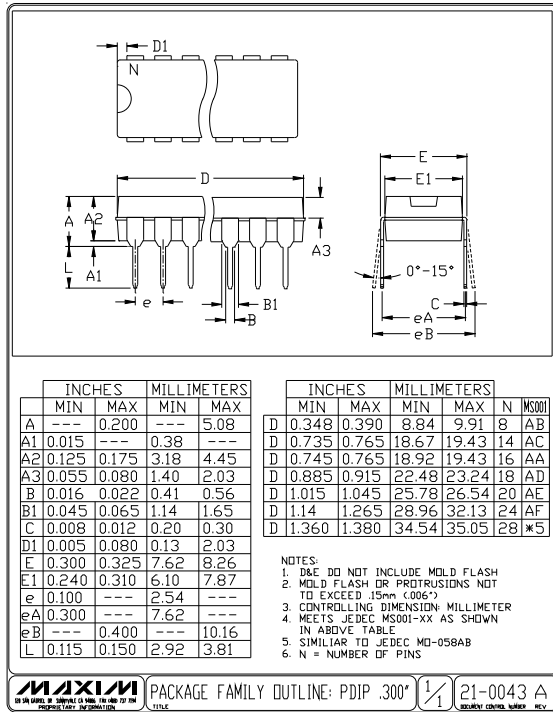 D1
N
D
E
E1
A
A2
A3
L
A1
e
B1
B
0°-15°
C
eA
eB
INCHES MILLIMETERS
MIN MAX MIN MAX
A --- 0.200 --- 5.08
A1 0.015 --- 0.38 ---
A2 0.125 0.175 3.18 4.45
A3 0.055 0.080 1.40 2.03
B 0.016 0.022 0.41 0.56
B1 0.045 0.065 1.14 1.65
C 0.008 0.012 0.20 0.30
D1 0.005 0.080 0.13 2.03
E 0.300 0.325 7.62 8.26
E1 0.240 0.310 6.10 7.87
e 0.100 --- 2.54 ---
eA 0.300 --- 7.62 ---
eB --- 0.400 --- 10.16
L 0.115 0.150 2.92 3.81
INCHES MILLIMETERS
MIN MAX MIN MAX N MS001
D 0.348 0.390 8.84 9.91 8 AB
D 0.735 0.765 18.67 19.43 14 AC
D 0.745 0.765 18.92 19.43 16 AA
D 0.885 0.915 22.48 23.24 18 AD
D 1.015 1.045 25.78 26.54 20 AE
D 1.14 1.265 28.96 32.13 24 AF
D 1.360 1.380 34.54 35.05 28 *5
NOTES:
1. D&E DO NOT INCLUDE MOLD FLASH
2. MOLD FLASH OR PROTRUSIONS NOT
TO EXCEED .15mm (.006")
3. CONTROLLING DIMENSION: MILLIMETER
4. MEETS JEDEC MS001-XX AS SHOWN
IN ABOVE TABLE
5. SIMILIAR TO JEDEC MO-058AB
6. N = NUMBER OF PINS
MAXIM
PROPRIETARY INFORMATION
PACKAGE FAMILY OUTLINE: PDIP .300"
TITLE
1/1
21-0043 A
DOCUMENT CONTROL NUMBER REV